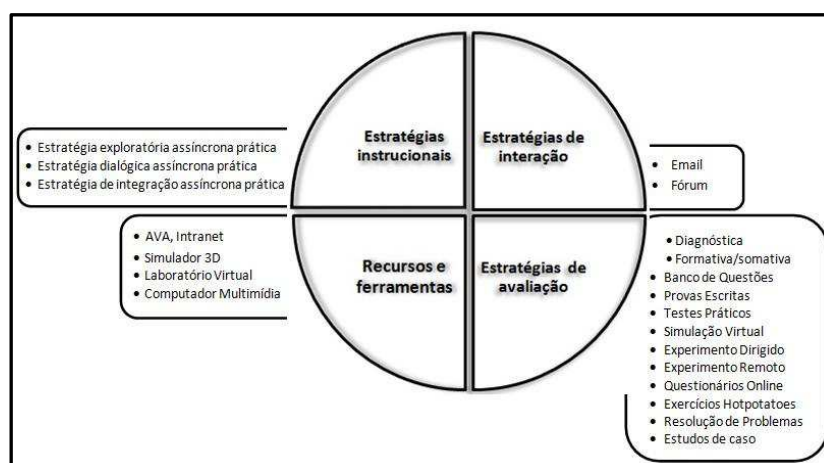 Estratégias
instrucionais
Estratégias de
interação
• Estratégia exploratória assíncrona prática
• Estratégia dialógica assíncrona prática
• Estratégia de integração assíncrona prática
• Email
• Fórum
• AVA, Intranet
• Simulador 3D
• Laboratório Virtual
• Computador Multimídia
Recursos e
ferramentas
Estratégias de
avaliação
• Diagnóstica
• Formativa/somativa
• Banco de Questões
• Provas Escritas
• Testes Práticos
• Simulação Virtual
• Experimento Dirigido
• Experimento Remoto
• Questionários Online
• Exercícios Hotpotatoes
• Resolução de Problemas
• Estudos de caso